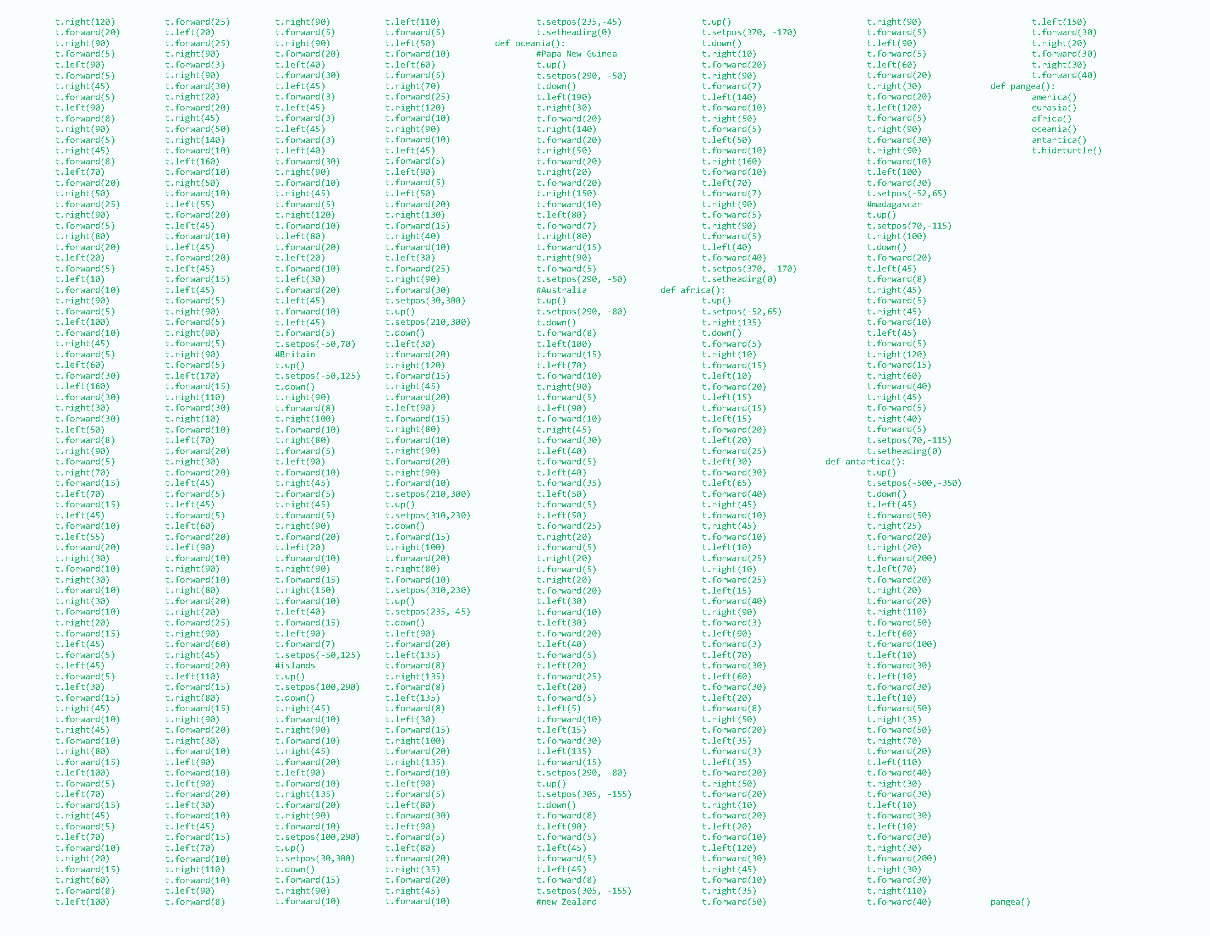 t.right(120)
t.forward(20)
t.right(90)
t.forward(5)
t.left(90)
t.forward(5)
t.right(45)
t.forward(5)
t.left(90)
t.forward(8)
t.right(90)
t.forward(5)
t.right(45)
t.forward(8)
t.left(70)
t.forward(20)
t.right(50)
t.forward(25)
t.right(90)
t.forward(5)
t.right(80)
t.forward(20)
t.left(20)
t.forward(5)
t.left(10)
t.forward(10)
t.right(90)
t.forward(5)
t.left(100)
t.forward(10)
t.right(45)
t.forward(5)
t.left(60)
t.forward(30)
t.left(160)
t.forward(30)
t.right(30)
t.forward(30)
t.left(50)
t.forward(8)
t.right(90)
t.forward(5)
t.right(70)
t.forward(15)
t.left(70)
t.forward(15)
t.left(45)
t.forward(10)
t.left(55)
t.forward(20)
t.right(30)
t.forward(10)
t.right(30)
t.forward(10)
t.right(30)
t.forward(10)
t.right(20)
t.forward(15)
t.left(45)
t.forward(5)
t.left(45)
t.forward(5)
t.left(30)
t.forward(15)
t.right(45)
t.forward(10)
t.right(45)
t.forward(10)
t.right(80)
t.forward(15)
t.left(100)
t.forward(5)
t.left(70)
t.forward(15)
t.right(45)
t.forward(5)
t.left(70)
t.forward(10)
t.right(20)
t.forward(15)
t.right(60)
t.forward(8)
t.left(100)
t.forward(25)
t.left(20)
t.forward(25)
t.right(90)
t.forward(3)
t.right(90)
t.forward(30)
t.right(20)
t.forward(20)
t.right(45)
t.forward(50)
t.right(140)
t.forward(10)
t.left(160)
t.forward(10)
t.right(50)
t.forward(10)
t.left(55)
t.forward(5)
t.left(45)
t.forward(10)
t.left(45)
t.forward(20)
t.left(45)
t.forward(15)
t.left(45)
t.forward(5)
t.right(90)
t.forward(5)
t.right(90)
t.forward(5)
t.right(90)
t.forward(5)
t.left(170)
t.forward(15)
t.right(110)
t.forward(30)
t.right(10)
t.left(70)
t.forward(20)
t.right(30)
t.forward(20)
t.left(45)
t.forward(5)
t.left(45)
t.forward(5)
t.left(60)
t.forward(20)
t.left(90)
t.forward(10)
t.right(90)
t.forward(10)
t.right(80)
t.forward(20)
t.right(20)
t.forward(25)
t.right(90)
t.forward(60)
t.right(45)
t.forward(20)
t.left(110)
t.forward(15)
t.right(80)
t.forward(15)
t.right(90)
t.forward(20)
t.right(30)
t.forward(10)
t.left(90)
t.forward(10)
t.left(90)
t.forward(20)
t.left(30)
t.forward(10)
t.left(45)
t.forward(15)
t.left(70)
t.forward(10)
t.right(110)
t.forward(10)
t.left(90)
t.forward(8)
t.right(90)
t.forward(5)
t.right(90)
t.forward(20)
t.left(40)
t.forward(30)
t.left(45)
t.forward(3)
t.left(45)
t.forward(3)
t.left(45)
t.forward(3)
t.left(40)
t.forward(30)
t.right(90)
t.forward(10)
t.right(45)
t.forward(5)
t.right(120)
t.forward(10)
t.left(80)
t.forward(20)
t.left(20)
t.forward(10)
t.left(30)
t.forward(20)
t.left(45)
t.forward(10)
t.left(45)
t.forward(5)
t.setpos(-50,70)
#Britain
t.up()
t.setpos(-50,125)
t.down()
t.right(90)
t.forward(8)
t.right(100)
t.forward(10)
t.right(80)
t.forward(5)
t.left(90)
t.forward(10)
t.right(45)
t.forward(5)
t.right(45)
t.forward(5)
t.right(90)
t.forward(20)
t.left(20)
t.forward(10)
t.right(90)
t.forward(15)
t.right(150)
t.forward(10)
t.left(40)
t.forward(15)
t.left(90)
t.forward(7)
t.setpos(-50,125)
#islands
t.up()
t.setpos(100,290)
t.down()
t.right(45)
t.forward(10)
t.right(90)
t.forward(10)
t.right(45)
t.forward(20)
t.left(90)
t.forward(10)
t.right(135)
t.forward(20)
t.right(90)
t.forward(10)
t.setpos(100,290)
t.up()
t.setpos(30,300)
t.down()
t.forward(15)
t.right(90)
t.forward(10)
t.left(110)
t.forward(5)
t.left(50)
t.forward(10)
t.left(60)
t.forward(5)
t.right(70)
t.forward(25)
t.right(120)
t.forward(10)
t.right(90)
t.forward(10)
t.left(45)
t.forward(5)
t.left(90)
t.forward(5)
t.left(50)
t.forward(20)
t.right(130)
t.forward(15)
t.right(40)
t.forward(10)
t.left(30)
t.forward(25)
t.right(90)
t.forward(30)
t.setpos(30,300)
t.up()
t.setpos(210,300)
t.down()
t.left(30)
t.forward(20)
t.right(120)
t.forward(15)
t.right(45)
t.forward(20)
t.left(90)
t.forward(15)
t.right(80)
t.forward(10)
t.left(90)
t.forward(20)
t.right(90)
t.forward(10)
t.setpos(210,300)
t.up()
t.setpos(310,230)
t.down()
t.forward(15)
t.right(100)
t.forward(20)
t.right(80)
t.forward(10)
t.setpos(310,230)
t.up()
t.setpos(235,-45)
t.down()
t.left(90)
t.forward(20)
t.left(135)
t.forward(8)
t.right(135)
t.forward(8)
t.left(135)
t.forward(8)
t.left(30)
t.forward(15)
t.right(100)
t.forward(20)
t.right(135)
t.forward(10)
t.left(90)
t.forward(5)
t.left(80)
t.forward(30)
t.left(90)
t.forward(5)
t.left(80)
t.forward(20)
t.right(35)
t.forward(20)
t.right(45)
t.forward(10)
t.setpos(235,-45)
t.setheading(0)
def oceania():
#Papa New Guinea
t.up()
t.setpos(290, -50)
t.down()
t.left(190)
t.right(30)
t.forward(20)
t.right(140)
t.forward(20)
t.right(50)
t.forward(20)
t.right(20)
t.forward(20)
t.right(150)
t.forward(10)
t.left(80)
t.forward(7)
t.right(80)
t.forward(15)
t.right(90)
t.forward(5)
t.setpos(290, -50)
#Australia
t.up()
t.setpos(290, -80)
t.down()
t.forward(8)
t.left(100)
t.forward(15)
t.left(70)
t.forward(10)
t.right(90)
t.forward(5)
t.left(90)
t.forward(10)
t.right(45)
t.forward(30)
t.left(40)
t.forward(5)
t.left(40)
t.forward(35)
t.left(50)
t.forward(5)
t.left(50)
t.forward(25)
t.right(20)
t.forward(5)
t.right(20)
t.forward(5)
t.right(20)
t.forward(20)
t.left(30)
t.forward(10)
t.left(30)
t.forward(20)
t.left(40)
t.forward(5)
t.left(20)
t.forward(25)
t.left(20)
t.forward(5)
t.left(5)
t.forward(10)
t.left(15)
t.forward(30)
t.left(135)
t.forward(15)
t.setpos(290, -80)
t.up()
t.setpos(305, -155)
t.down()
t.forward(8)
t.left(90)
t.forward(5)
t.left(45)
t.forward(5)
t.left(45)
t.forward(8)
t.setpos(305, -155)
#new Zealand
t.up()
t.setpos(370, -170)
t.down()
t.right(10)
t.forward(20)
t.right(90)
t.forward(7)
t.left(140)
t.forward(10)
t.right(50)
t.forward(5)
t.left(50)
t.forward(10)
t.right(160)
t.forward(10)
t.left(70)
t.forward(7)
t.right(90)
t.forward(5)
t.right(90)
t.forward(5)
t.left(40)
t.forward(40)
t.setpos(370, -170)
t.setheading(0)
def africa():
t.up()
t.setpos(-52,65)
t.right(135)
t.down()
t.forward(5)
t.right(10)
t.forward(15)
t.left(10)
t.forward(20)
t.left(15)
t.forward(15)
t.left(15)
t.forward(20)
t.left(20)
t.forward(25)
t.left(30)
t.forward(30)
t.left(65)
t.forward(40)
t.right(45)
t.forward(10)
t.right(45)
t.forward(10)
t.left(10)
t.forward(25)
t.right(10)
t.forward(25)
t.left(15)
t.forward(40)
t.right(90)
t.forward(3)
t.left(90)
t.forward(3)
t.left(70)
t.forward(30)
t.left(60)
t.forward(30)
t.left(20)
t.forward(8)
t.right(50)
t.forward(20)
t.left(35)
t.forward(3)
t.left(35)
t.forward(20)
t.right(50)
t.forward(20)
t.right(10)
t.forward(20)
t.left(20)
t.forward(10)
t.left(120)
t.forward(30)
t.right(45)
t.forward(10)
t.right(35)
t.forward(50)
t.right(90)
t.forward(5)
t.left(90)
t.forward(5)
t.left(60)
t.forward(20)
t.right(30)
t.forward(20)
t.left(120)
t.forward(5)
t.right(90)
t.forward(30)
t.right(90)
t.forward(10)
t.left(100)
t.forward(30)
t.setpos(-52,65)
#madagascar
t.up()
t.setpos(70,-115)
t.right(100)
t.down()
t.forward(20)
t.left(45)
t.forward(8)
t.right(45)
t.forward(5)
t.right(45)
t.forward(10)
t.left(45)
t.forward(5)
t.right(120)
t.forward(15)
t.right(60)
t.forward(40)
t.right(45)
t.forward(5)
t.right(40)
t.forward(5)
t.setpos(70,-115)
t.setheading(0)
def antartica():
t.up()
t.setpos(-500,-350)
t.down()
t.left(45)
t.forward(50)
t.right(25)
t.forward(20)
t.right(20)
t.forward(200)
t.left(70)
t.forward(20)
t.right(20)
t.forward(20)
t.right(110)
t.forward(50)
t.left(60)
t.forward(100)
t.left(10)
t.forward(30)
t.left(10)
t.forward(30)
t.left(10)
t.forward(50)
t.right(35)
t.forward(50)
t.right(70)
t.forward(20)
t.left(110)
t.forward(40)
t.right(30)
t.forward(30)
t.left(10)
t.forward(30)
t.left(10)
t.forward(30)
t.right(30)
t.forward(200)
t.right(30)
t.forward(30)
t.right(110)
t.forward(40)
t.left(150)
t.forward(30)
t.right(20)
t.forward(30)
t.right(30)
t.forward(40)
def pangea():
america()
eurasia()
africa()
oceania()
antartica()
t.hideturtle()
pangea()